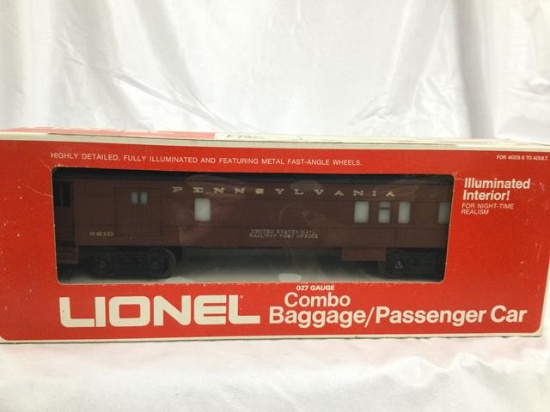 HIGHLY DETAILED, FULLY ILLUMINATED AND FEATURING METAL FAST-ANGLE WHEELS.
FOR AGES 8 TO ADULT.
Illuminated
Interior!
FOR NIGHT-TIME
REALISM
PENNSYLVANIA
UNITED STATES MAIL
RAILWAY POST OFFICE
027 GAUGE
LIONEL
Combo
Baggage/Passenger Car